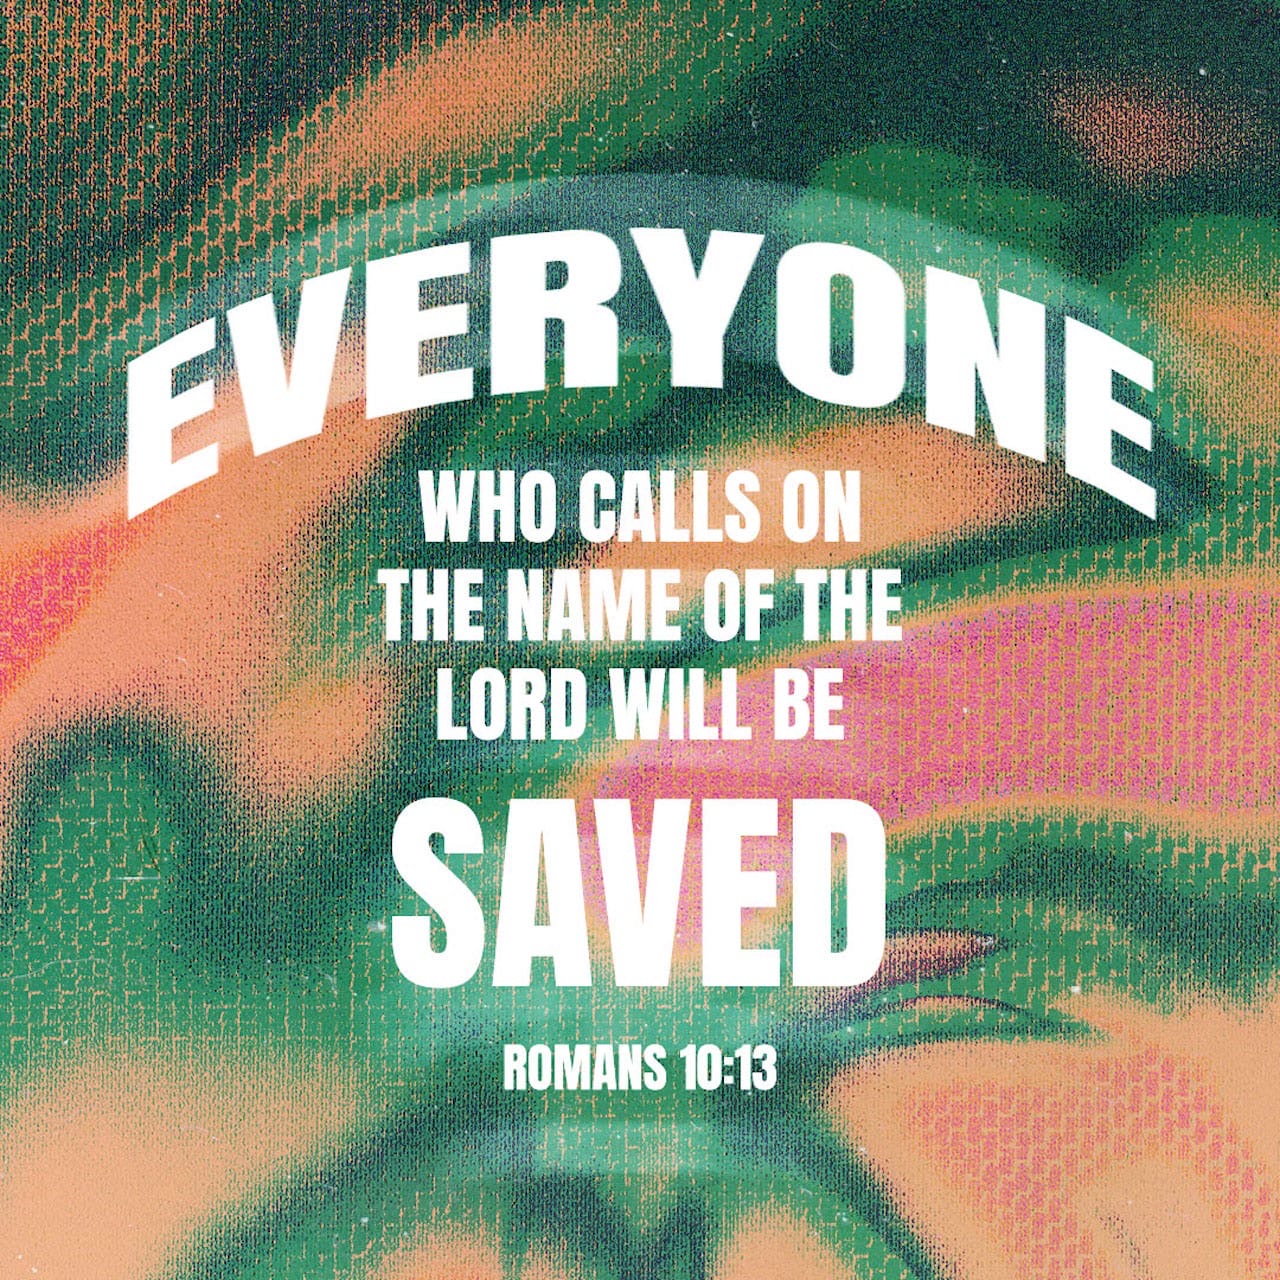 EVERYONE
WHO CALLS ON
THE NAME OF THE
LORD WILL BE
SAVED
ROMANS 10:13